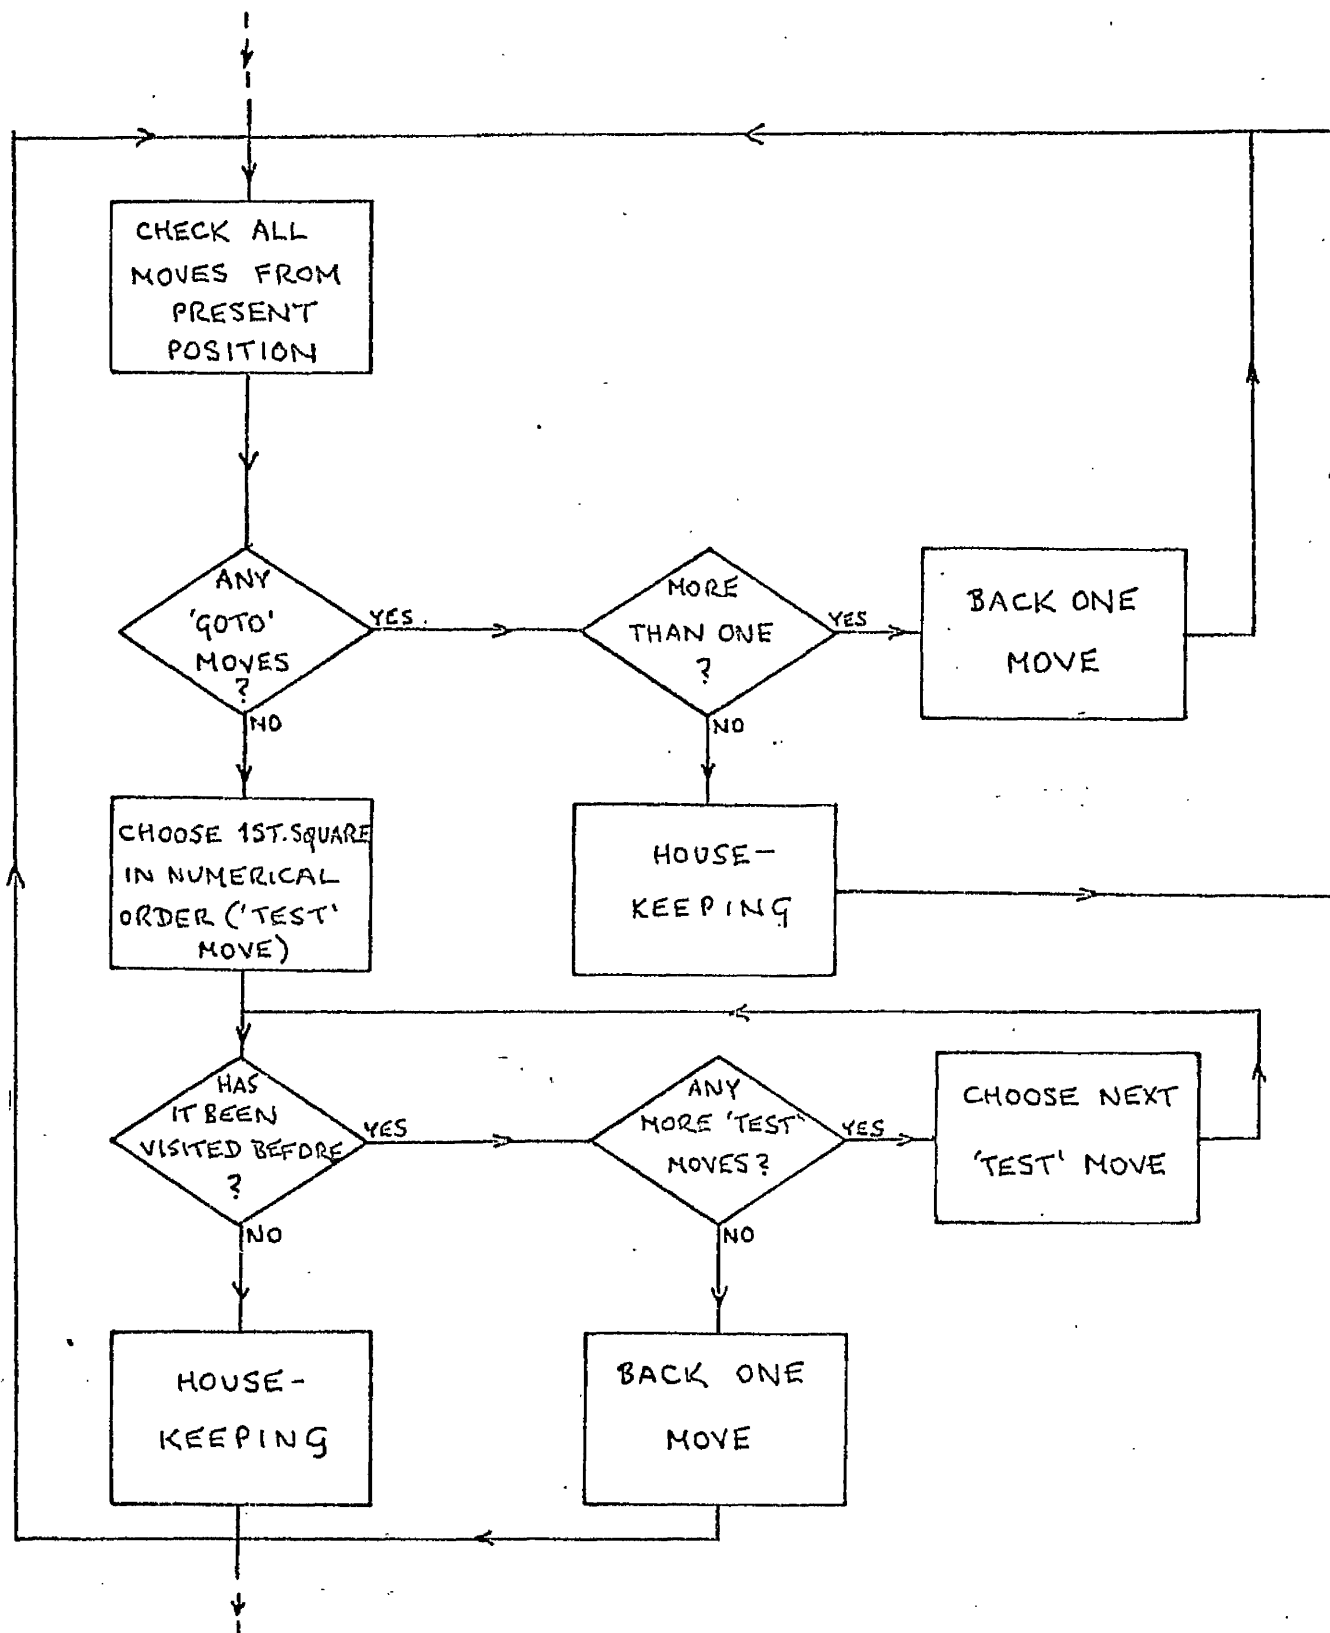 CHECK ALL
MOVES FROM
PRESENT
POSITION
ANY
'GOTO'
MOVES
?
YES
NO
MORE
THAN ONE
?
YES
NO
BACK ONE
MOVE
CHOOSE 1ST. SQUARE
IN NUMERICAL
ORDER ('TEST'
MOVE)
HOUSE-
KEEPING
HAS
IT BEEN
VISITED BEFORE
?
YES
NO
ANY
MORE 'TEST'
MOVES?
YES
NO
CHOOSE NEXT
'TEST' MOVE
HOUSE-
KEEPING
BACK ONE
MOVE